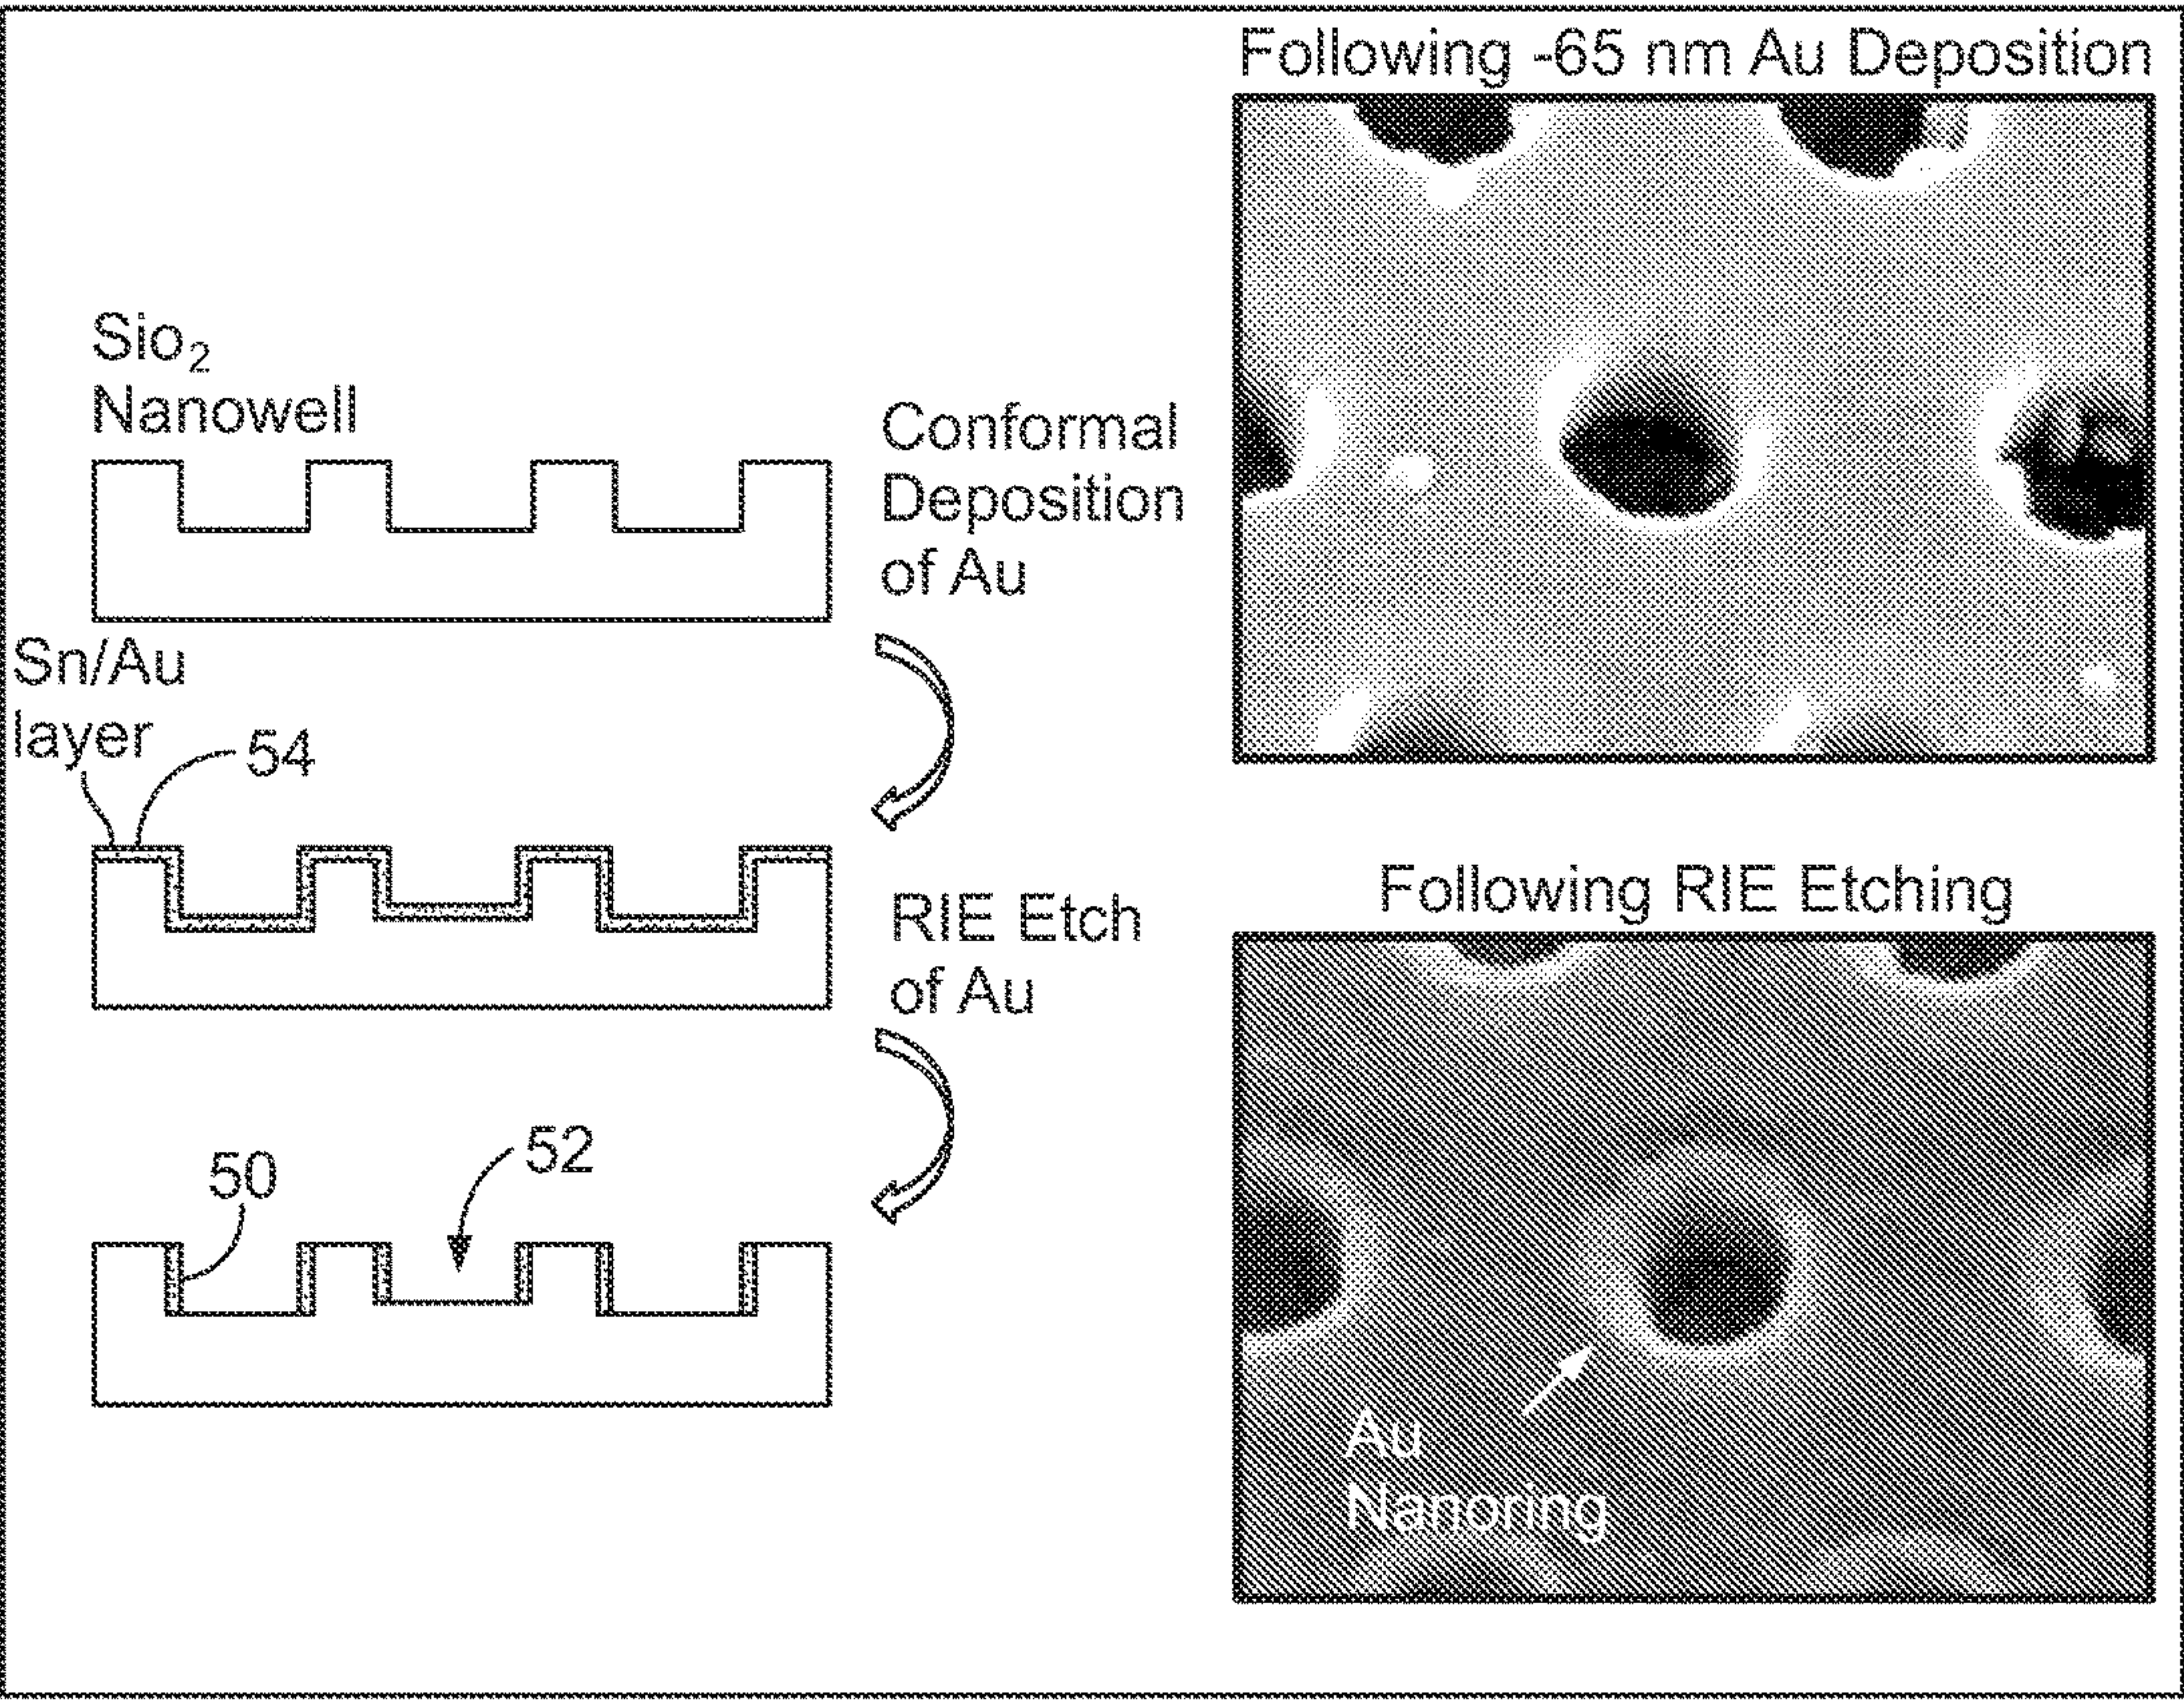 Following -65 nm Au Deposition
Sio₂
Nanowell
Conformal
Deposition
of Au
Sn/Au
layer
54
RIE Etch
of Au
Following RIE Etching
52
50
Au
Nanoring